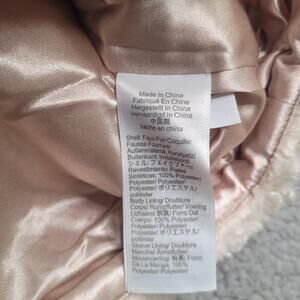 Made In China
Fabriqué En Chine
Hergestellt In China
Vervaardigd In China
中国製
hecho en china
Shell: Faux Fur/ Coquille:
Fausse Fourrure/
Außenmaterial: Kunstpelz/
Buitenkant: Imitatiebont/
シェル: フェイクファー/
Revestimiento: Pieles
Sintéticas: 100% Polyester/
Polyester/ Polyester/
Polyester/ ポリエステル/
poliéster
Body Lining/ Doublure
Corps/ Rumpffutter/ Voering
Lichaam/ 裏/ Forro Del
Cuerpo: 100% Polyester/
Polyester/ Polyester/
Polyester/ ポリエステル/
Poliéster
Sleeve Lining/ Doublure
Manches/ Ärmelfutter/
Mouwvoering/ 袖裏/ Forro
De La Manga: 100%
Polyester/ Polyester/